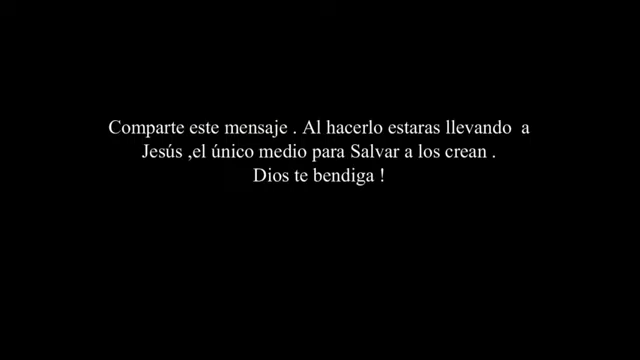 Comparte este mensaje . Al hacerlo estaras llevando  a
Jesús ,el único medio para Salvar a los crean .
Dios te bendiga !